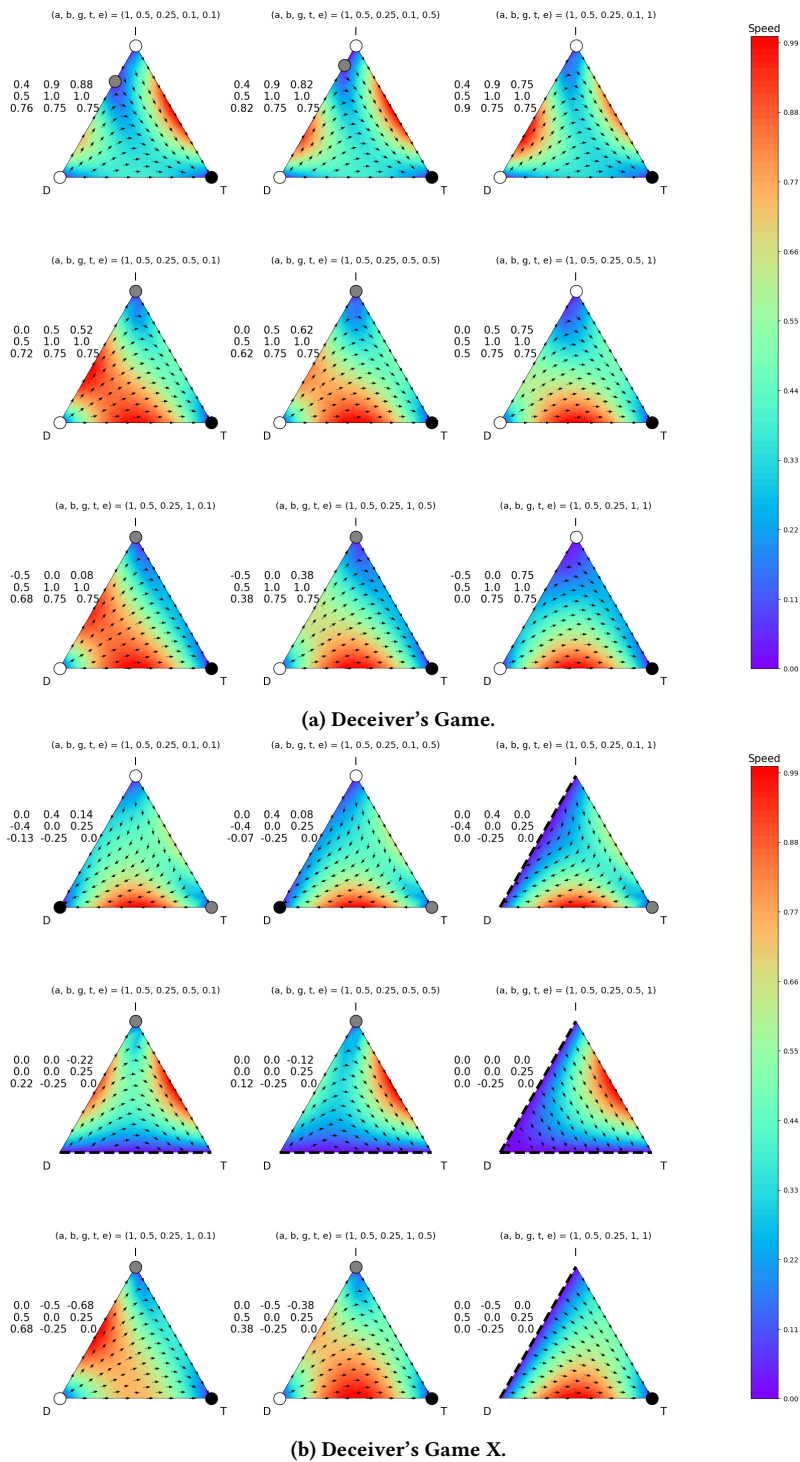 (a, b, g, t, e) = (1, 0.5, 0.25, 0.1, 0.1) (a, b, g, t, e) = (1, 0.5, 0.25, 0.1, 0.5) (a, b, g, t, e) = (1, 0.5, 0.25, 0.1, 1) Speed
I I I
0.99
0.4 0.9 0.88 0.4 0.9 0.82 0.4 0.9 0.75
0.5 1.0 1.0 0.5 1.0 1.0 0.5 1.0 1.0
0.76 0.75 0.75 0.82 0.75 0.75 0.9 0.75 0.75
0.88
D T D T D T
0.77
(a, b, g, t, e) = (1, 0.5, 0.25, 0.5, 0.1) (a, b, g, t, e) = (1, 0.5, 0.25, 0.5, 0.5) (a, b, g, t, e) = (1, 0.5, 0.25, 0.5, 1)
0.66
I I I
0.0 0.5 0.52 0.0 0.5 0.62 0.0 0.5 0.75
0.5 1.0 1.0 0.5 1.0 1.0 0.5 1.0 1.0
0.72 0.75 0.75 0.62 0.75 0.75 0.5 0.75 0.75
0.55
0.44
D T D T D T
0.33
(a, b, g, t, e) = (1, 0.5, 0.25, 1, 0.1) (a, b, g, t, e) = (1, 0.5, 0.25, 1, 0.5) (a, b, g, t, e) = (1, 0.5, 0.25, 1, 1)
I I I
0.22
-0.5 0.0 0.08 -0.5 0.0 0.38 -0.5 0.0 0.75
0.5 1.0 1.0 0.5 1.0 1.0 0.5 1.0 1.0
0.68 0.75 0.75 0.38 0.75 0.75 0.0 0.75 0.75
0.11
0.00
D T D T D T
(a) Deceiver's Game.
(a, b, g, t, e) = (1, 0.5, 0.25, 0.1, 0.1) (a, b, g, t, e) = (1, 0.5, 0.25, 0.1, 0.5) (a, b, g, t, e) = (1, 0.5, 0.25, 0.1, 1) Speed
I I I
0.99
0.0 0.4 0.14 0.0 0.4 0.08 0.0 0.4 0.0
-0.4 0.0 0.25 -0.4 0.0 0.25 -0.4 0.0 0.25
-0.13 -0.25 0.0 -0.07 -0.25 0.0 0.0 -0.25 0.0
0.88
D T D T D T
0.77
(a, b, g, t, e) = (1, 0.5, 0.25, 0.5, 0.1) (a, b, g, t, e) = (1, 0.5, 0.25, 0.5, 0.5) (a, b, g, t, e) = (1, 0.5, 0.25, 0.5, 1)
0.66
I I I
0.0 0.0 -0.22 0.0 0.0 -0.12 0.0 0.0 0.0
0.0 0.0 0.25 0.0 0.0 0.25 0.0 0.0 0.25
0.22 -0.25 0.0 0.12 -0.25 0.0 0.0 -0.25 0.0
0.55
0.44
D T D T D T
0.33
(a, b, g, t, e) = (1, 0.5, 0.25, 1, 0.1) (a, b, g, t, e) = (1, 0.5, 0.25, 1, 0.5) (a, b, g, t, e) = (1, 0.5, 0.25, 1, 1)
I I I
0.22
0.0 -0.5 -0.68 0.0 -0.5 -0.38 0.0 -0.5 0.0
0.5 0.0 0.25 0.5 0.0 0.25 0.5 0.0 0.25
0.68 -0.25 0.0 0.38 -0.25 0.0 0.0 -0.25 0.0
0.11
0.00
D T D T D T
(b) Deceiver's Game X.